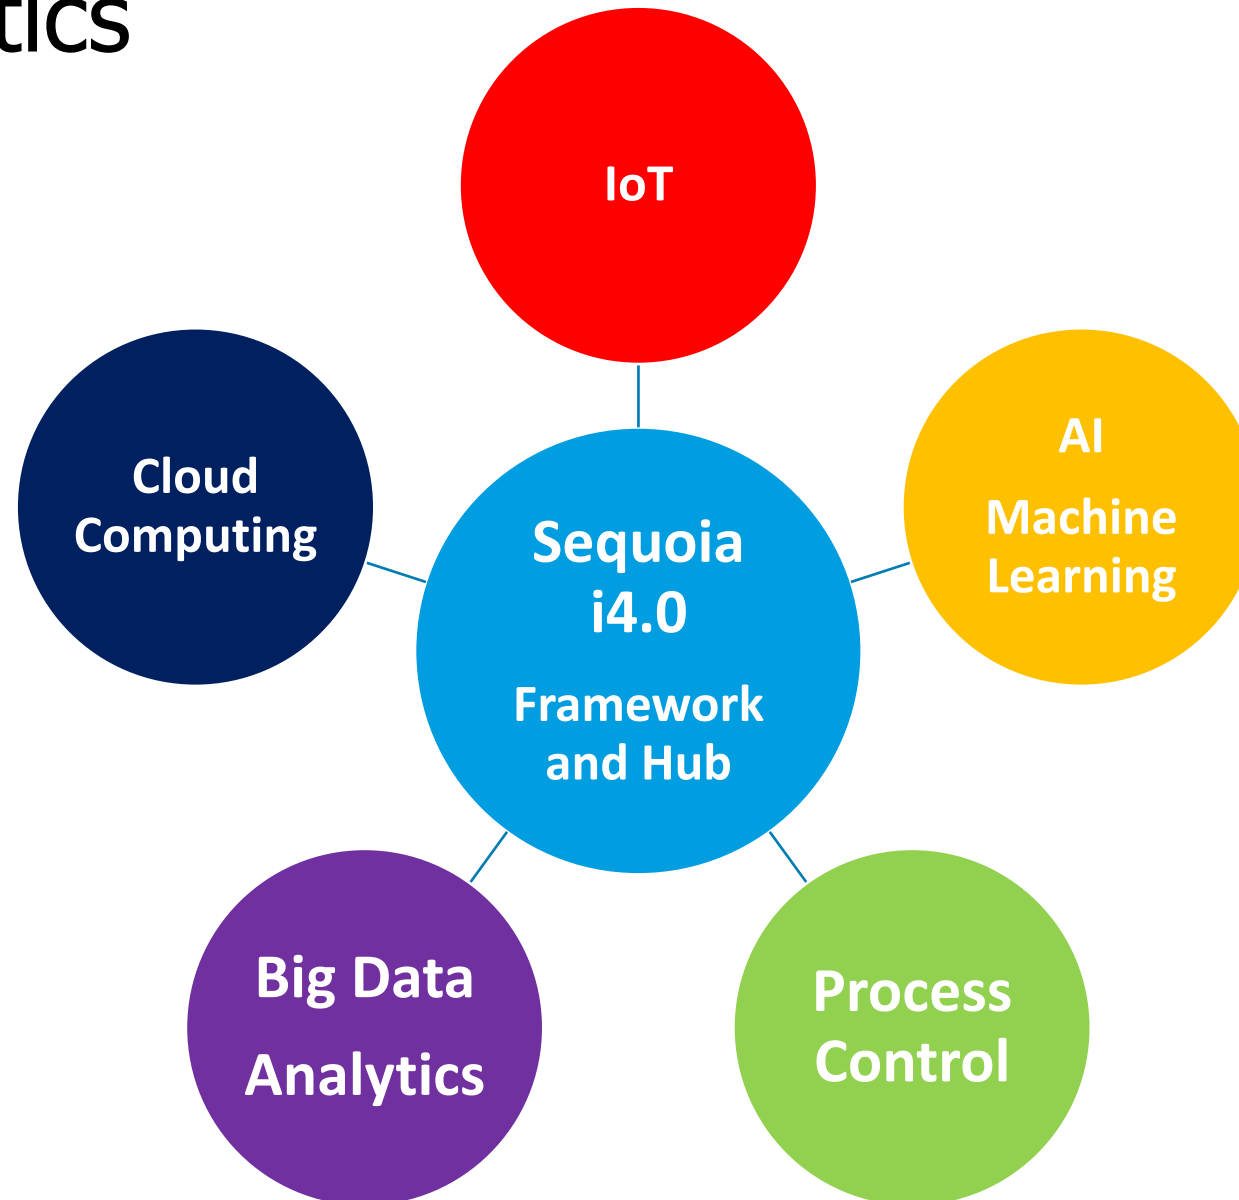 tics
IoT
Cloud
Computing
AI
Machine
Learning
Sequoia
i4.0
Framework
and Hub
Big Data
Analytics
Process
Control